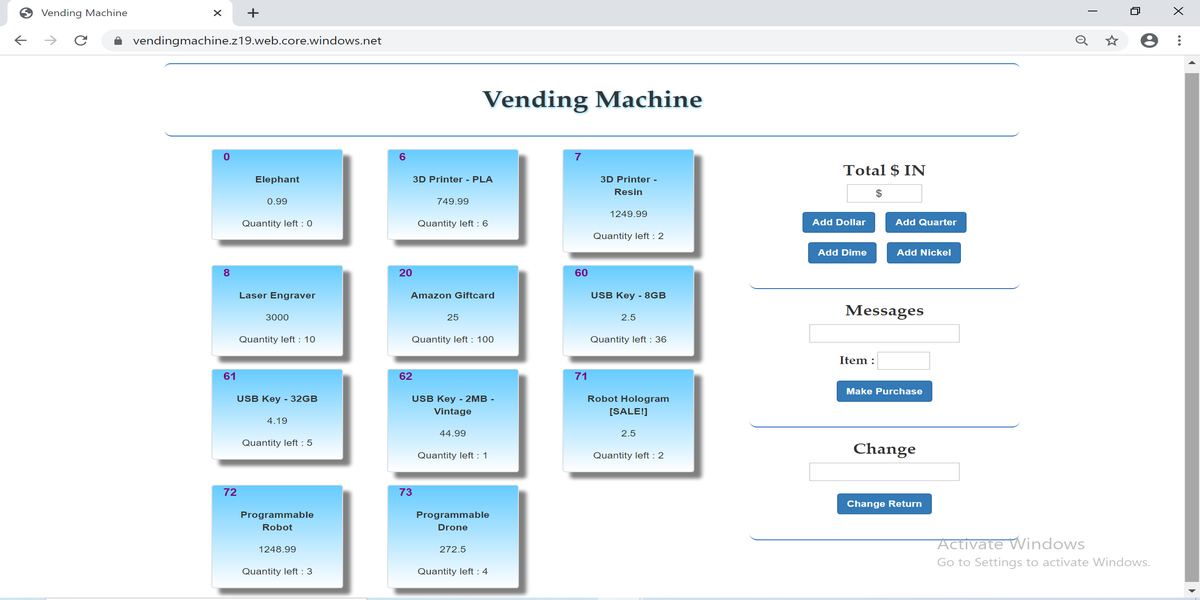 Vending Machine
vendingmachine.z19.web.core.windows.net
Vending Machine
0
Elephant
0.99
Quantity left : 0
6
3D Printer - PLA
749.99
Quantity left : 6
7
3D Printer -
Resin
1249.99
Quantity left : 2
8
Laser Engraver
3000
Quantity left : 10
20
Amazon Giftcard
25
Quantity left : 100
60
USB Key - 8GB
2.5
Quantity left : 36
61
USB Key - 32GB
4.19
Quantity left : 5
62
USB Key - 2MB -
Vintage
44.99
Quantity left : 1
71
Robot Hologram
[SALE!]
2.5
Quantity left : 2
72
Programmable
Robot
1248.99
Quantity left : 3
73
Programmable
Drone
272.5
Quantity left : 4
Total $ IN
$
Add Dollar
Add Quarter
Add Dime
Add Nickel
Messages
Item :
Make Purchase
Change
Change Return
Activate Windows
Go to Settings to activate Windows.